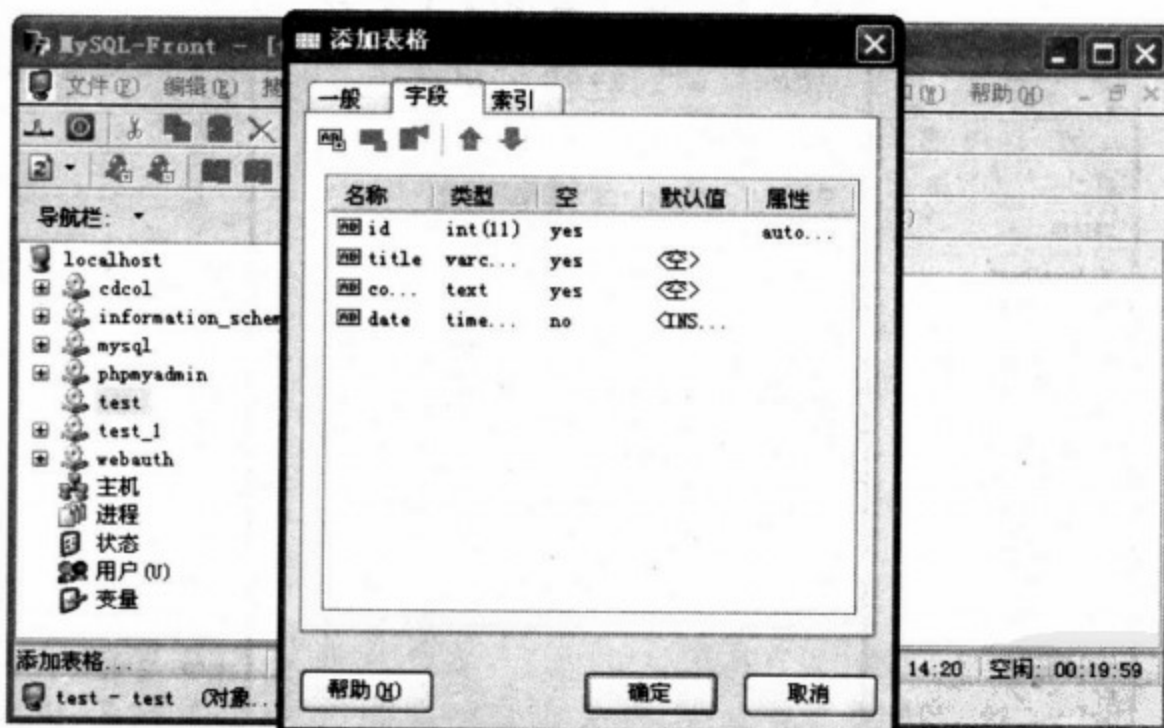 MySQL-Front - [
添加表格
文件(F) 编辑(E)
帮助(H)
一般 字段 索引
导航栏:
名称 类型 空 默认值 属性
id int(11) yes auto...
title varc... yes <空>
co... text yes <空>
date time... no <INS...
localhost
cdcol
information_schem
mysql
phpmyadmin
test
test_1
webauth
主机
进程
状态
用户(U)
变量
添加表格...
14:20 空闲: 00:19:59
test - test (对象...
帮助(H) 确定 取消